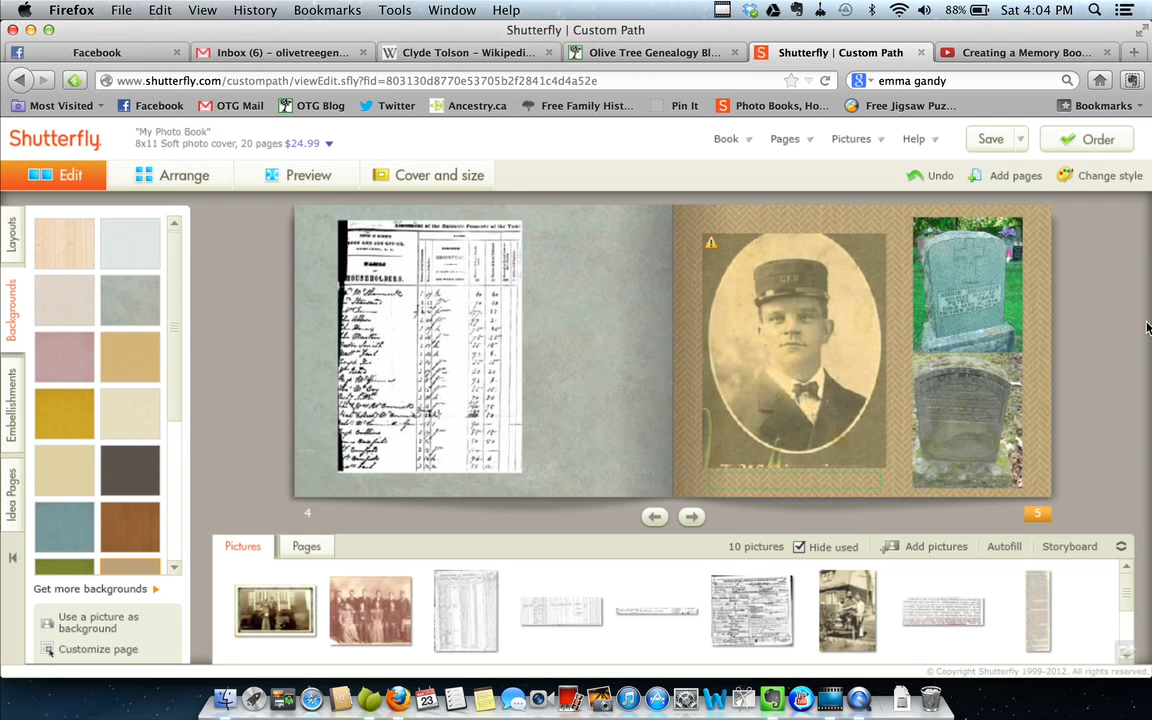 Firefox File Edit View History Bookmarks Tools Window Help 88% Sat 4:04 PM
Shutterfly | Custom Path
Facebook Inbox (6) – olivetreegen... Clyde Tolson – Wikipedi... Olive Tree Genealogy Bl... Shutterfly | Custom Path Creating a Memory Boo...
www.shutterfly.com/custompath/viewEdit.sfly?fid=803130d8770e53705b2f2841c4d4a52e emma gandy
Most Visited Facebook OTG Mail OTG Blog Twitter Ancestry.ca Free Family Hist... Pin It Photo Books, Ho... Free Jigsaw Puz... Bookmarks
Shutterfly
"My Photo Book"
8x11 Soft photo cover, 20 pages $24.99
Book Pages Pictures Help Save Order
Edit Arrange Preview Cover and size Undo Add pages Change style
Layouts
Backgrounds
Embellishments
Idea Pages
HOUSEHOLDERS.
4 5
Get more backgrounds
Use a picture as
background
Customize page
Pictures Pages 10 pictures Hide used Add pictures Autofill Storyboard
© Copyright Shutterfly 1999-2012. All rights reserved.
23